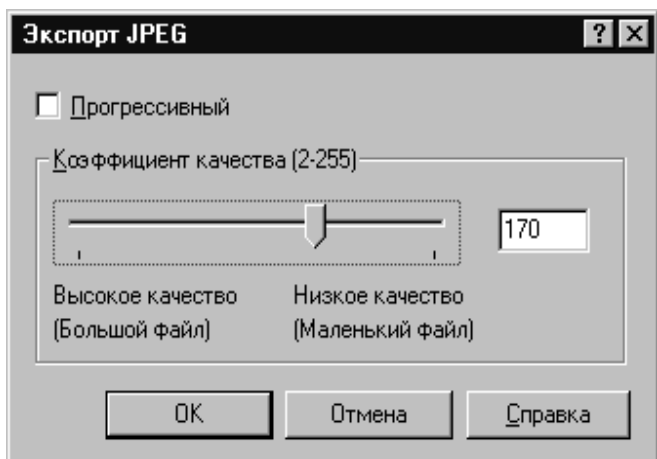 Экспорт JPEG
Прогрессивный
Коэффициент качества (2-255)
170
Высокое качество
(Большой файл)
Низкое качество
(Маленький файл)
OK
Отмена
Справка